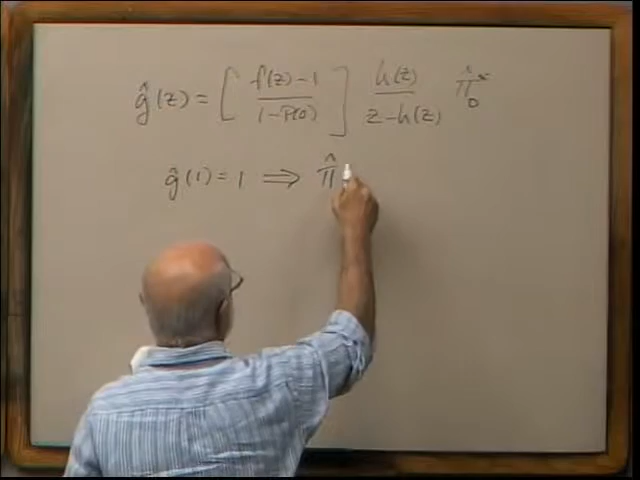 ĝ(z) = [ f(z)-1 / 1-f(0) ] h(z) / z-h(z) π̂₀*
ĝ(1) = 1 ⟹ π̂